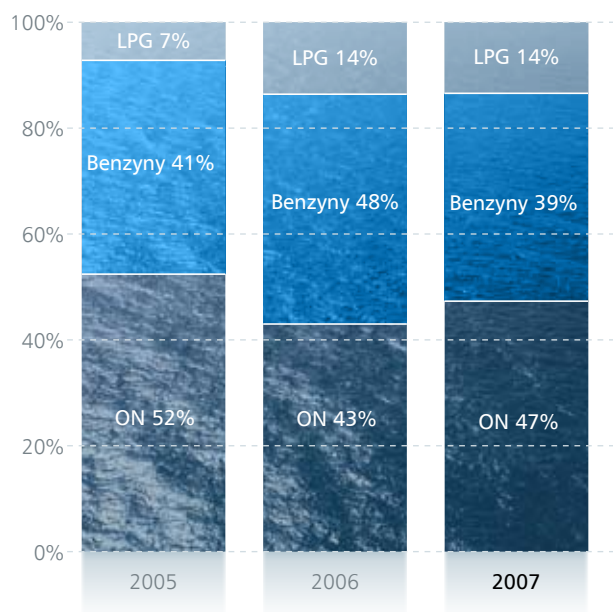 100%
80%
60%
40%
20%
0%
LPG 7%
Benzyny 41%
ON 52%
LPG 14%
Benzyny 48%
ON 43%
LPG 14%
Benzyny 39%
ON 47%
2005
2006
2007